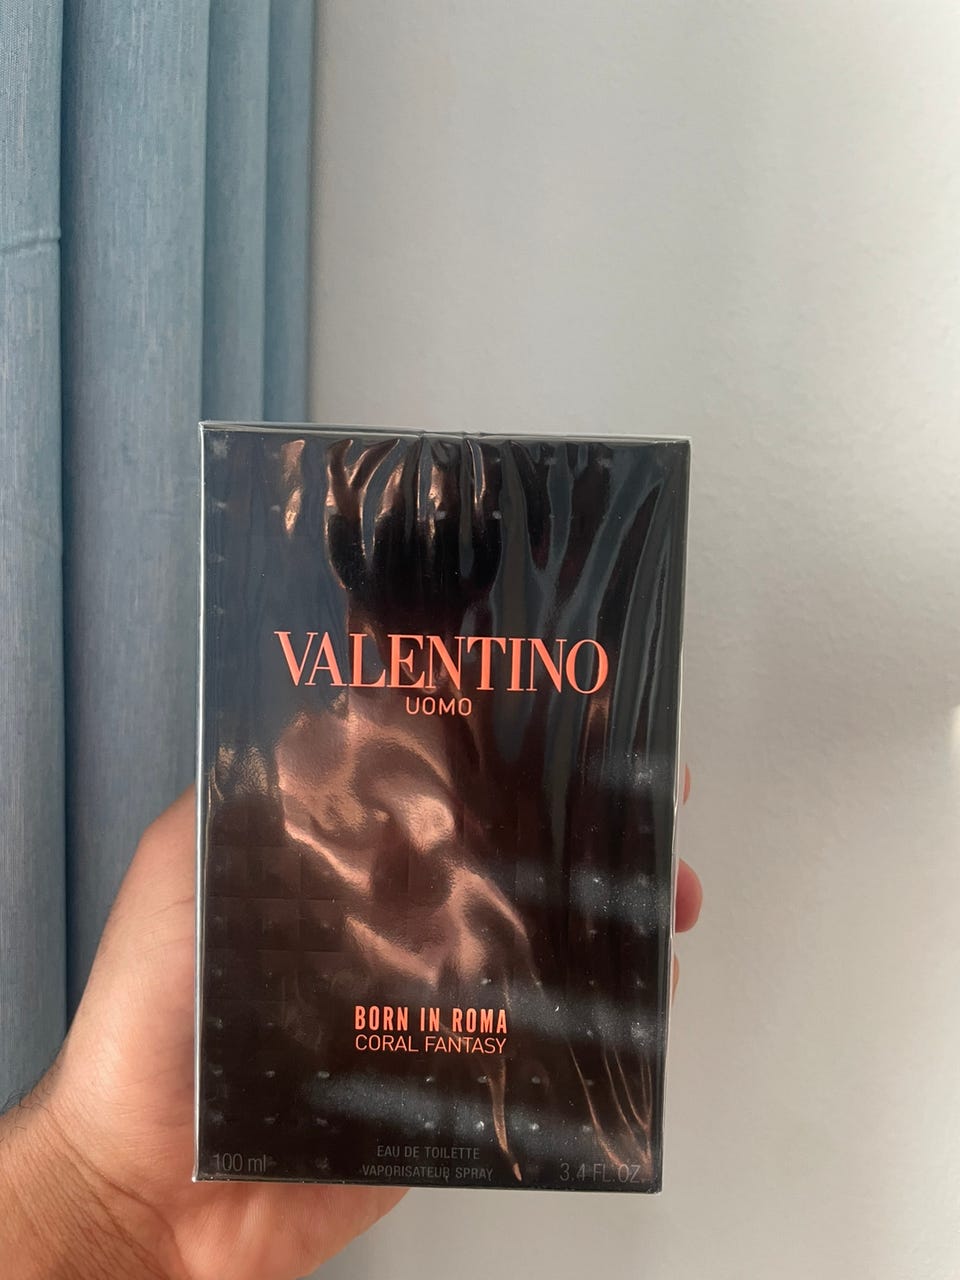 VALENTINO
UOMO
BORN IN ROMA
CORAL FANTASY
EAU DE TOILETTE
100 ml VAPORISATEUR SPRAY 3.4 FL.OZ.